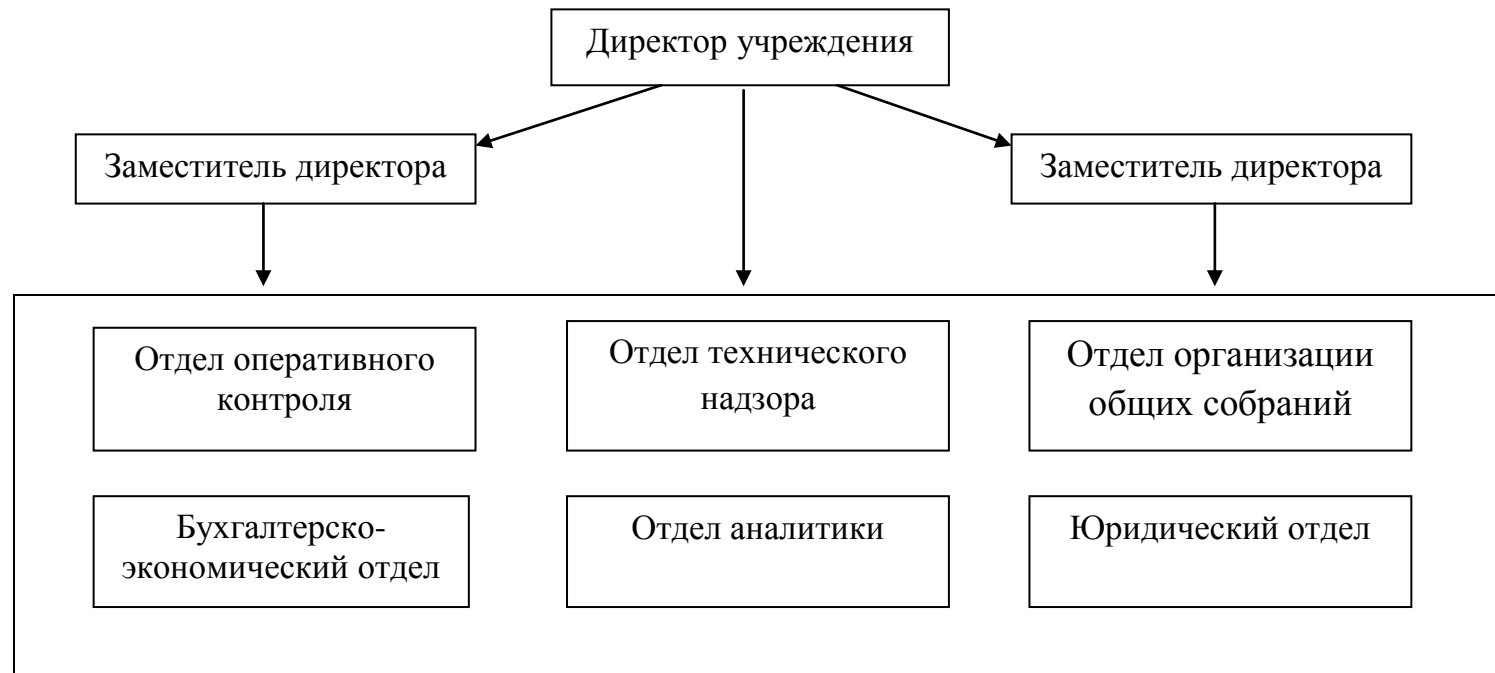 Директор учреждения
Заместитель директора
Заместитель директора
Отдел оперативного
контроля
Отдел технического
надзора
Отдел организации
общих собраний
Бухгалтерско-
экономический отдел
Отдел аналитики
Юридический отдел